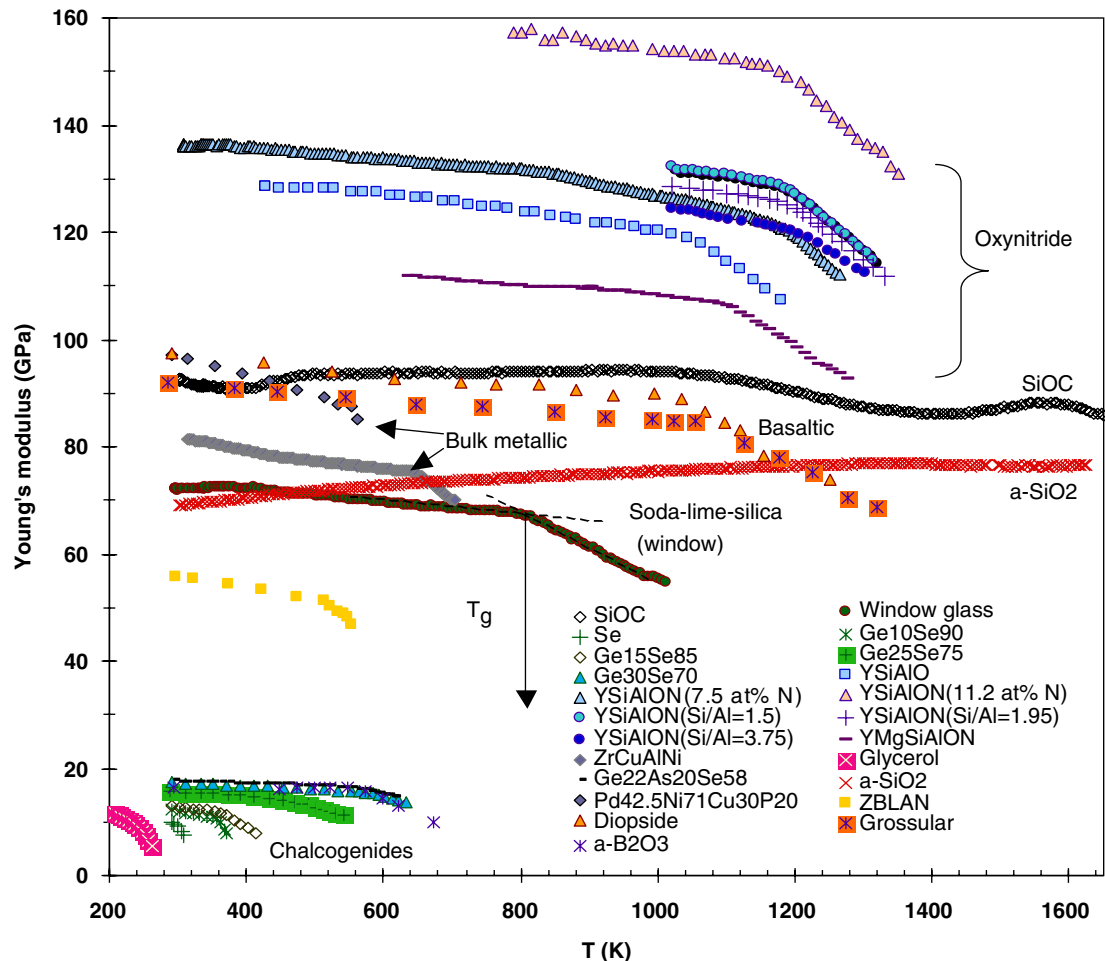 160
140
120
100
80
60
40
20
0
Young's modulus (GPa)
Oxynitride
SiOC
Bulk metallic
Basaltic
a-SiO2
Soda-lime-silica
(window)
Tg
Chalcogenides
SiOC
Se
Ge15Se85
Ge30Se70
YSiAlON(7.5 at% N)
YSiAlON(Si/Al=1.5)
YSiAlON(Si/Al=3.75)
ZrCuAlNi
Ge22As20Se58
Pd42.5Ni71Cu30P20
Diopside
a-B2O3
Window glass
Ge10Se90
Ge25Se75
YSiAlO
YSiAlON(11.2 at% N)
YSiAlON(Si/Al=1.95)
YMgSiAlON
Glycerol
a-SiO2
ZBLAN
Grossular
200 400 600 800 1000 1200 1400 1600
T (K)